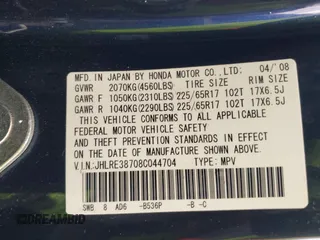 MFD. IN JAPAN BY HONDA MOTOR CO., LTD. 04/'08
GVWR 2070KG(4560LBS) TIRE SIZE RIM SIZE
GAWR F 1050KG(2310LBS) 225/65R17 102T 17X6.5J
GAWR R 1040KG(2290LBS) 225/65R17 102T 17X6.5J
THIS VEHICLE CONFORMS TO ALL APPLICABLE
FEDERAL MOTOR VEHICLE SAFETY AND THEFT
PREVENTION STANDARDS IN EFFECT ON THE
DATE OF MANUFACTURE SHOWN ABOVE.
V.I.N.:JHLRE38708C044704 TYPE: MPV
SWB 8 AD6 -B536P -B -C
DREAMBID